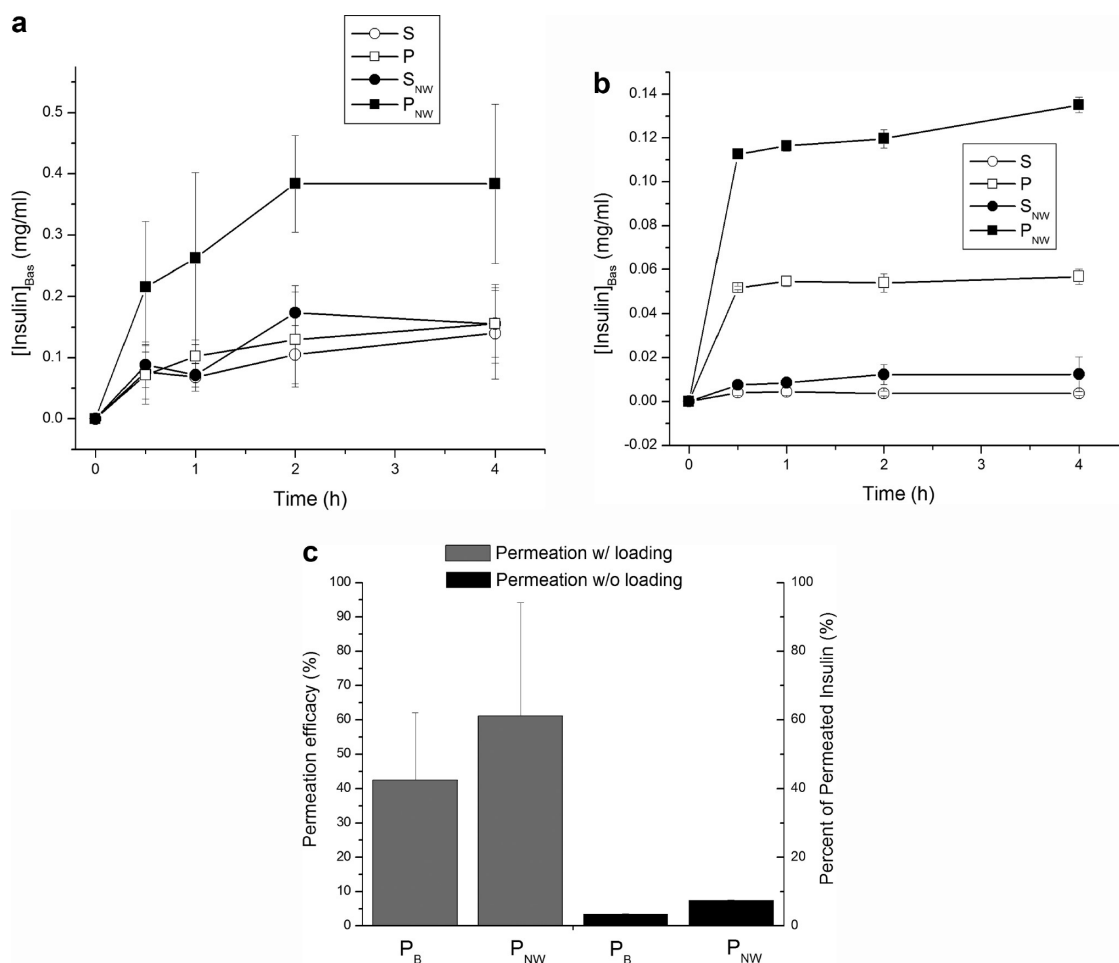 a
S
P
S_NW
P_NW
0.5
0.4
0.3
0.2
0.1
0.0
[Insulin]_Bas (mg/ml)
0 1 2 3 4
Time (h)
b
0.14
0.12
0.10
0.08
0.06
0.04
0.02
0.00
-0.02
[Insulin]_Bas (mg/ml)
S
P
S_NW
P_NW
0 1 2 3 4
Time (h)
c
Permeation w/ loading
Permeation w/o loading
100
90
80
70
60
50
40
30
20
10
0
Permeation efficacy (%)
100
80
60
40
20
0
Percent of Permeated Insulin (%)
P_B P_NW P_B P_NW